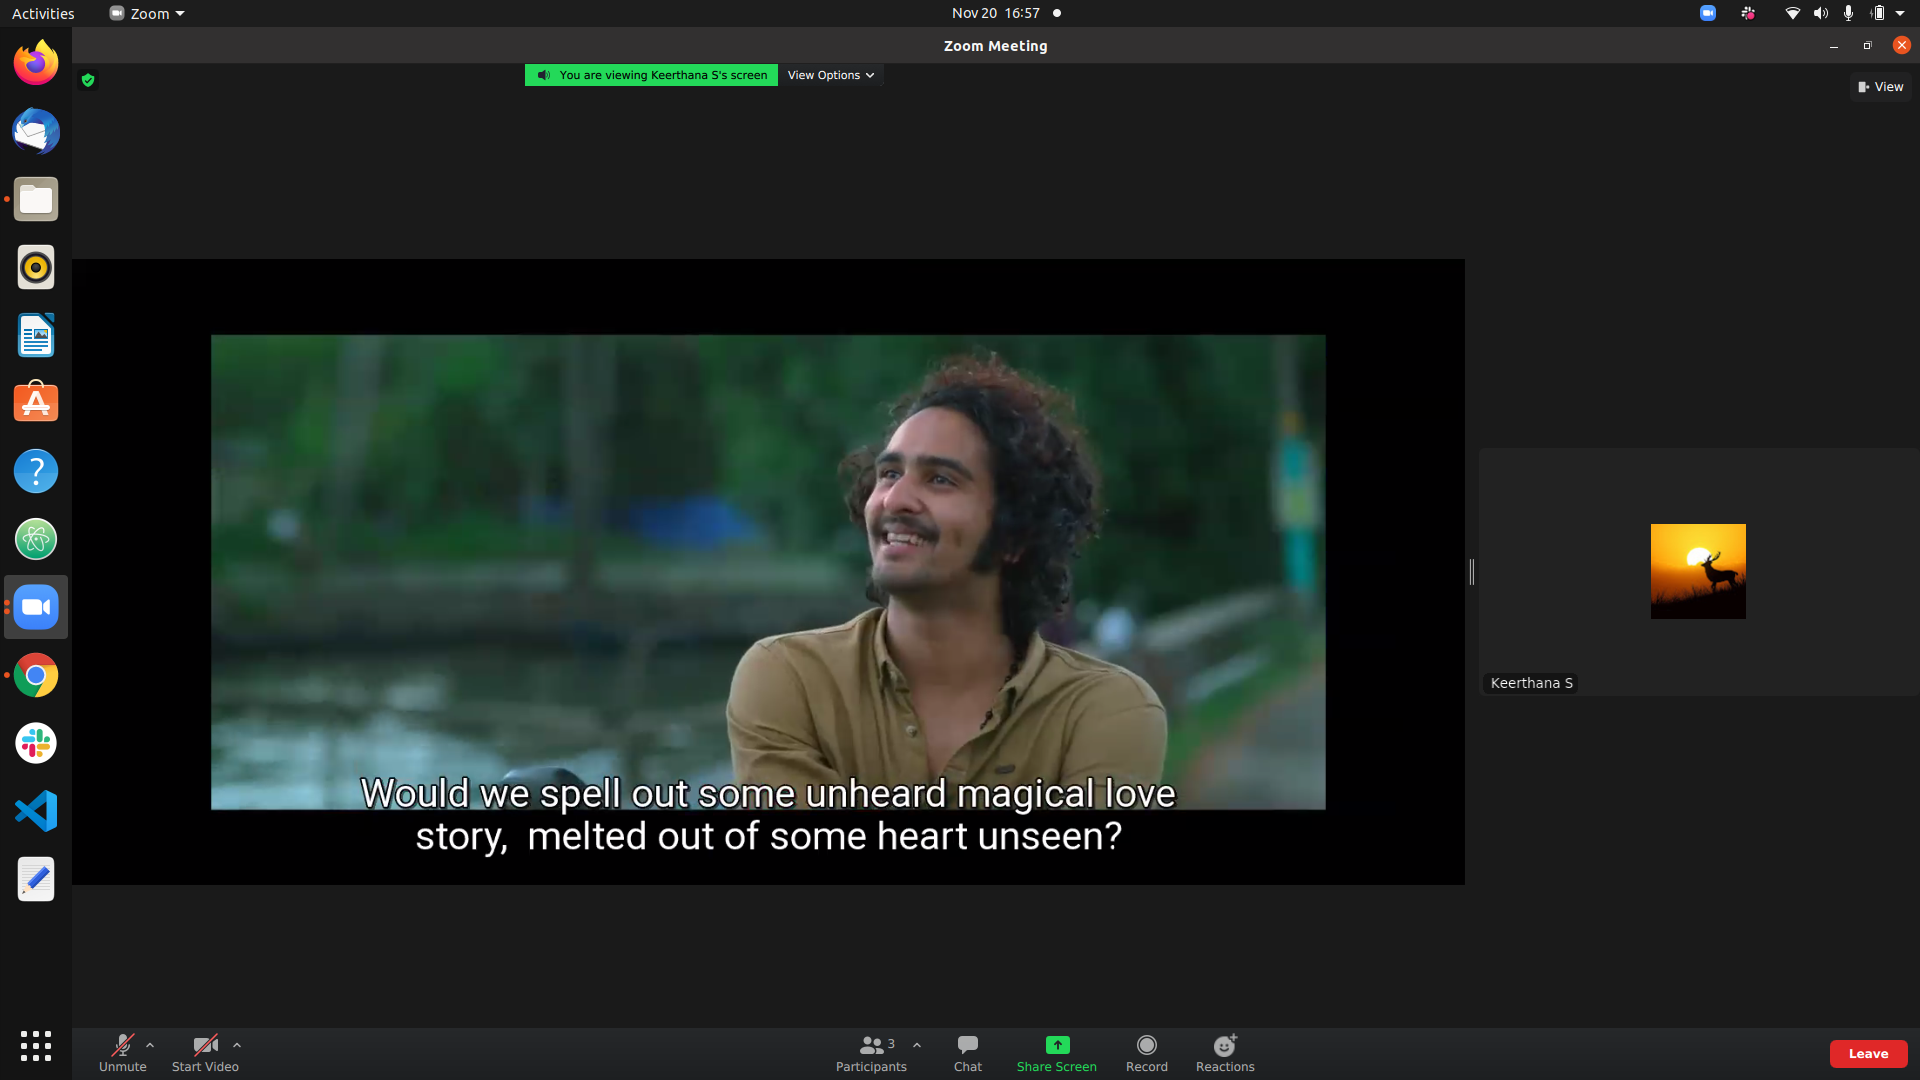 Activities
Zoom
Nov 20 16:57
Zoom Meeting
You are viewing Keerthana S's screen
View Options
View
Would we spell out some unheard magical love
story, melted out of some heart unseen?
Keerthana S
Unmute
Start Video
3
Participants
Chat
Share Screen
Record
Reactions
Leave